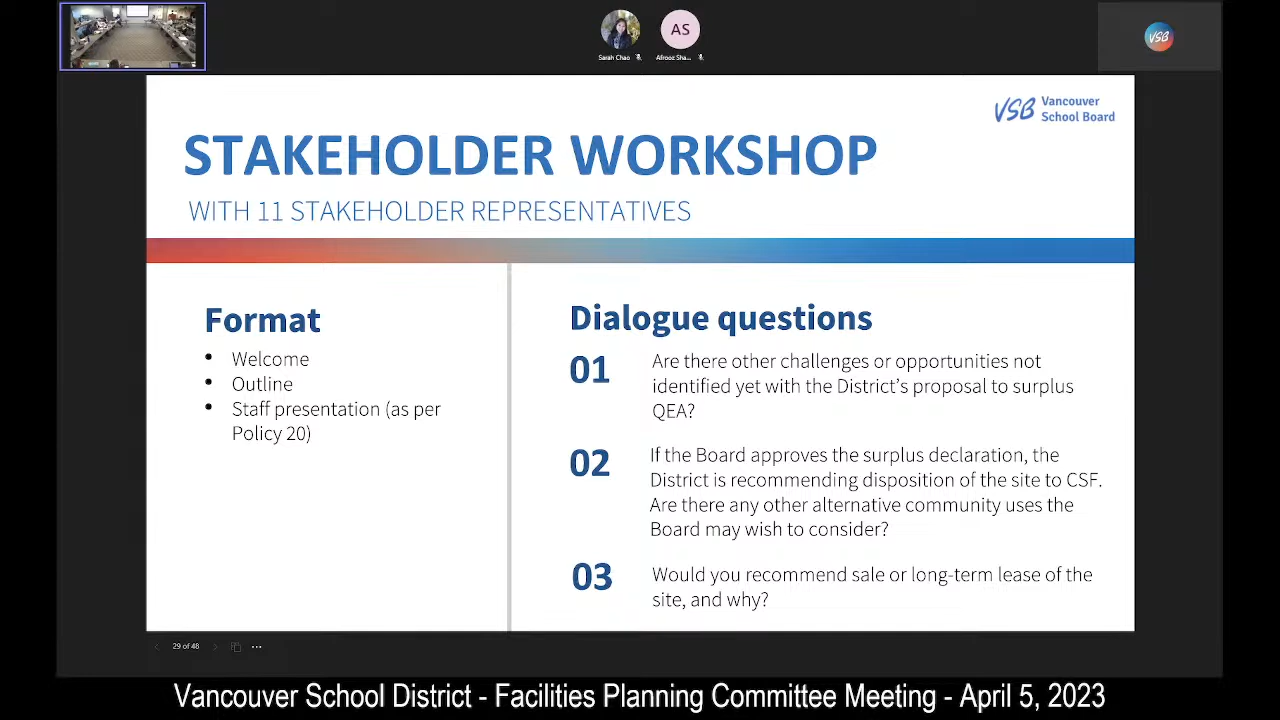 Sarah Chao
AS
Afrooz Sha...
VSB
VSB Vancouver
School Board
STAKEHOLDER WORKSHOP
WITH 11 STAKEHOLDER REPRESENTATIVES
Format
• Welcome
• Outline
• Staff presentation (as per
Policy 20)
Dialogue questions
01 Are there other challenges or opportunities not
identified yet with the District's proposal to surplus
QEA?
02 If the Board approves the surplus declaration, the
District is recommending disposition of the site to CSF.
Are there any other alternative community uses the
Board may wish to consider?
03 Would you recommend sale or long-term lease of the
site, and why?
29 of 48
Vancouver School District - Facilities Planning Committee Meeting - April 5, 2023